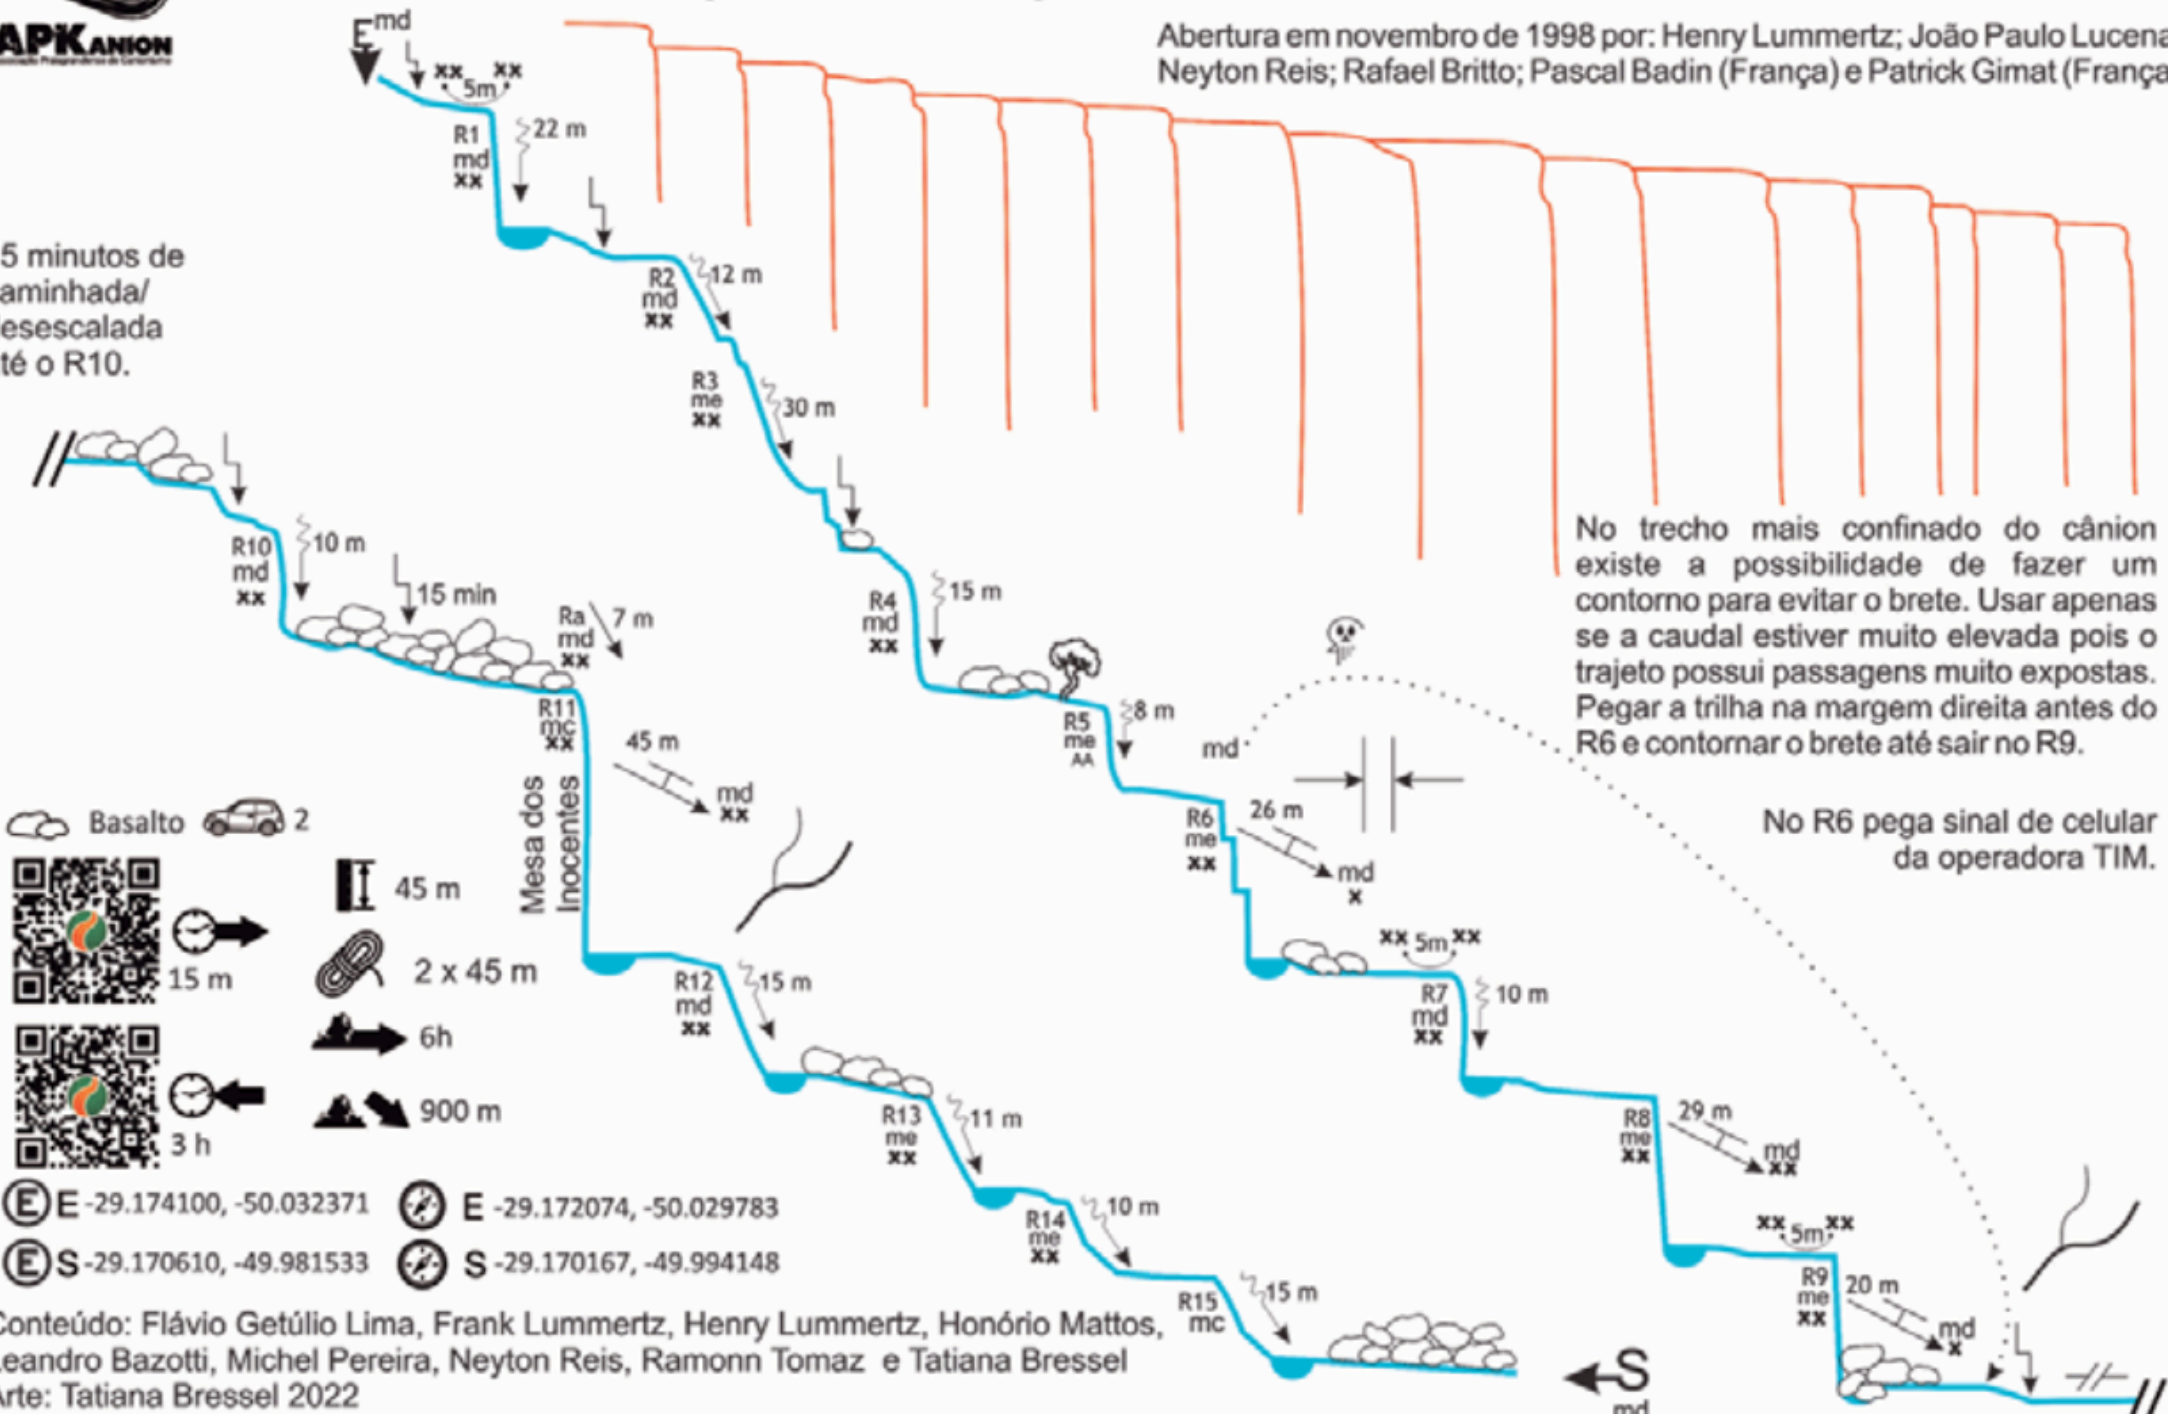 APKANION
Abertura em novembro de 1998 por: Henry Lummertz; João Paulo Lucena
Neyton Reis; Rafael Britto; Pascal Badin (França) e Patrick Gimat (França
E md
xx xx
5m
R1
md
xx
22 m
5 minutos de
aminhada/
esescalada
té o R10.
R2
md
xx
12 m
R3
me
xx
30 m
R10
md
xx
10 m
15 min
Ra
md
xx
7 m
R4
md
xx
15 m
No trecho mais confinado do cânion
existe a possibilidade de fazer um
contorno para evitar o brete. Usar apenas
se a caudal estiver muito elevada pois o
trajeto possui passagens muito expostas.
Pegar a trilha na margem direita antes do
R6 e contornar o brete até sair no R9.
R11
mc
xx
45 m
md
xx
Mesa dos
Inocentes
R5
me
AA
8 m
md
R6
me
xx
26 m
md
x
No R6 pega sinal de celular
da operadora TIM.
Basalto
2
45 m
15 m
2 x 45 m
6h
900 m
3 h
R12
md
xx
15 m
xx 5m xx
R7
md
xx
10 m
R13
me
xx
11 m
R8
me
xx
29 m
md
xx
R14
me
xx
10 m
xx 5m xx
R9
me
xx
20 m
md
x
E E -29.174100, -50.032371
E -29.172074, -50.029783
E S -29.170610, -49.981533
S -29.170167, -49.994148
R15
mc
15 m
S
md
Conteúdo: Flávio Getúlio Lima, Frank Lummertz, Henry Lummertz, Honório Mattos,
eandro Bazotti, Michel Pereira, Neyton Reis, Ramonn Tomaz e Tatiana Bressel
Arte: Tatiana Bressel 2022